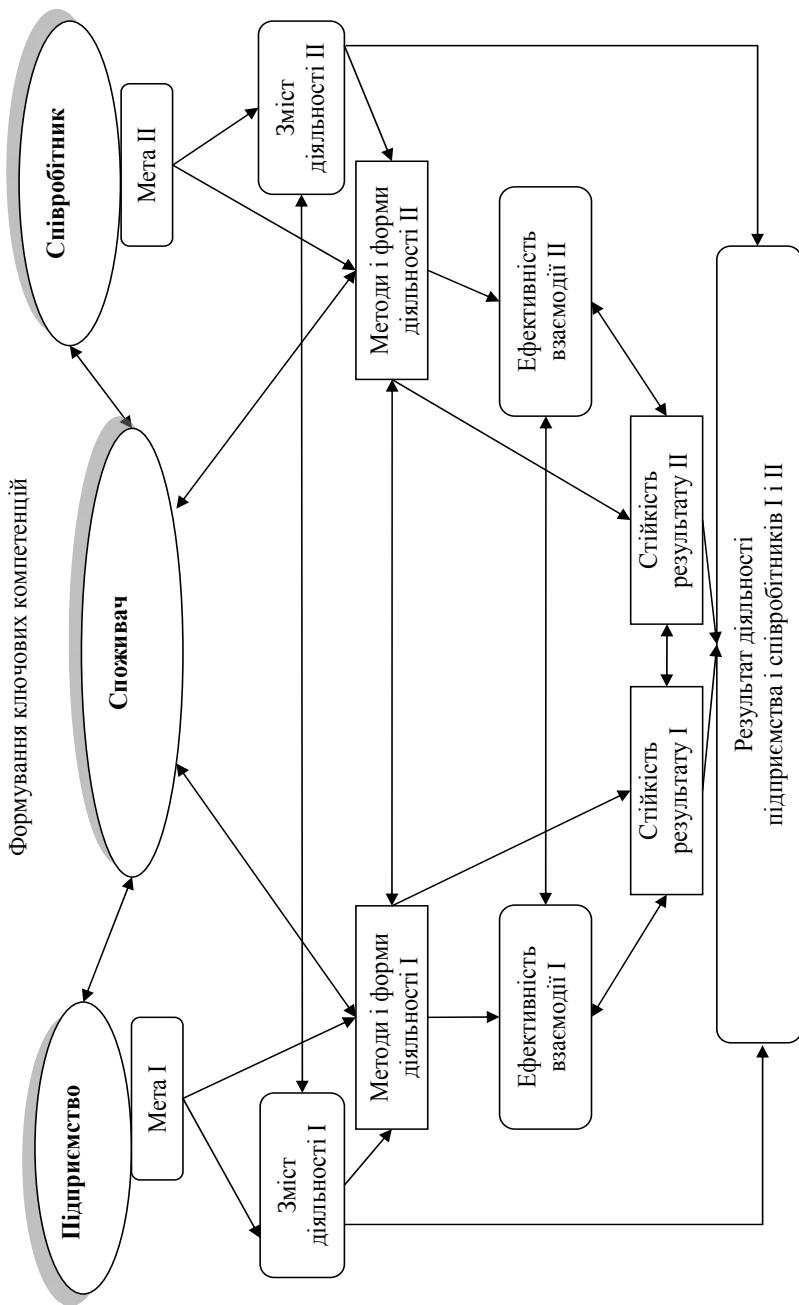 Формування ключових компетенцій
Підприємство
Споживач
Співробітник
Мета I
Мета II
Зміст
діяльності I
Зміст
діяльності II
Методи і форми
діяльності I
Методи і форми
діяльності II
Ефективність
взаємодії I
Ефективність
взаємодії II
Стійкість
результату I
Стійкість
результату II
Результат діяльності
підприємства і співробітників I і II